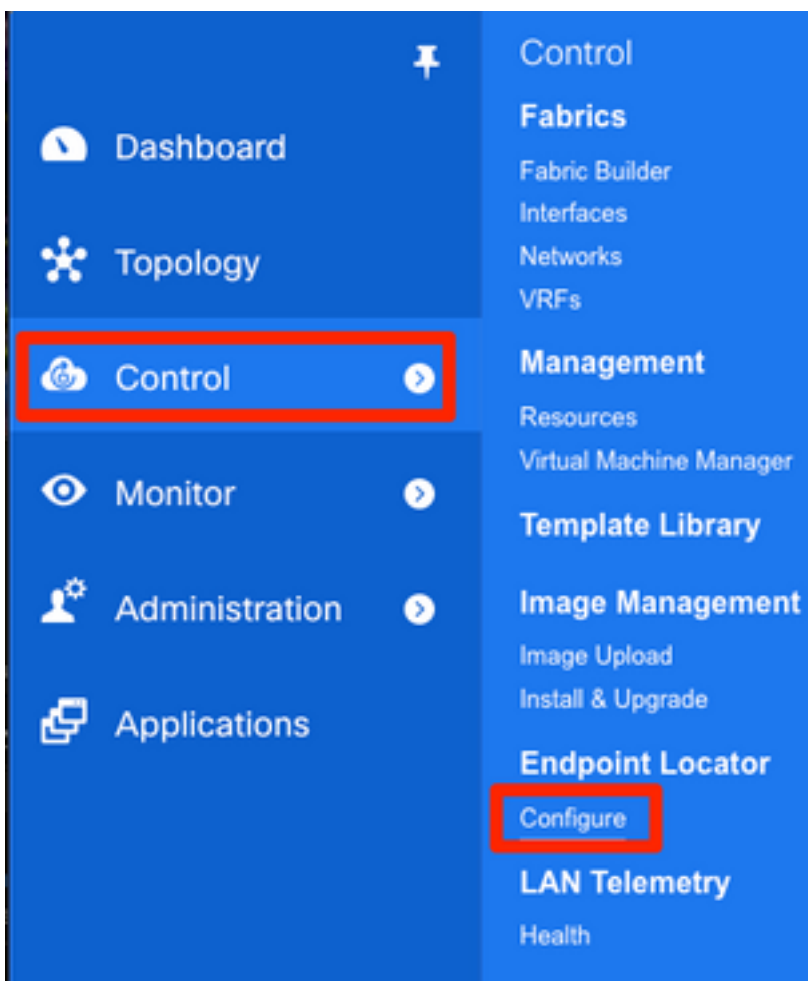 Dashboard
Topology
Control
Monitor
Administration
Applications
Control
Fabrics
Fabric Builder
Interfaces
Networks
VRFs
Management
Resources
Virtual Machine Manager
Template Library
Image Management
Image Upload
Install & Upgrade
Endpoint Locator
Configure
LAN Telemetry
Health